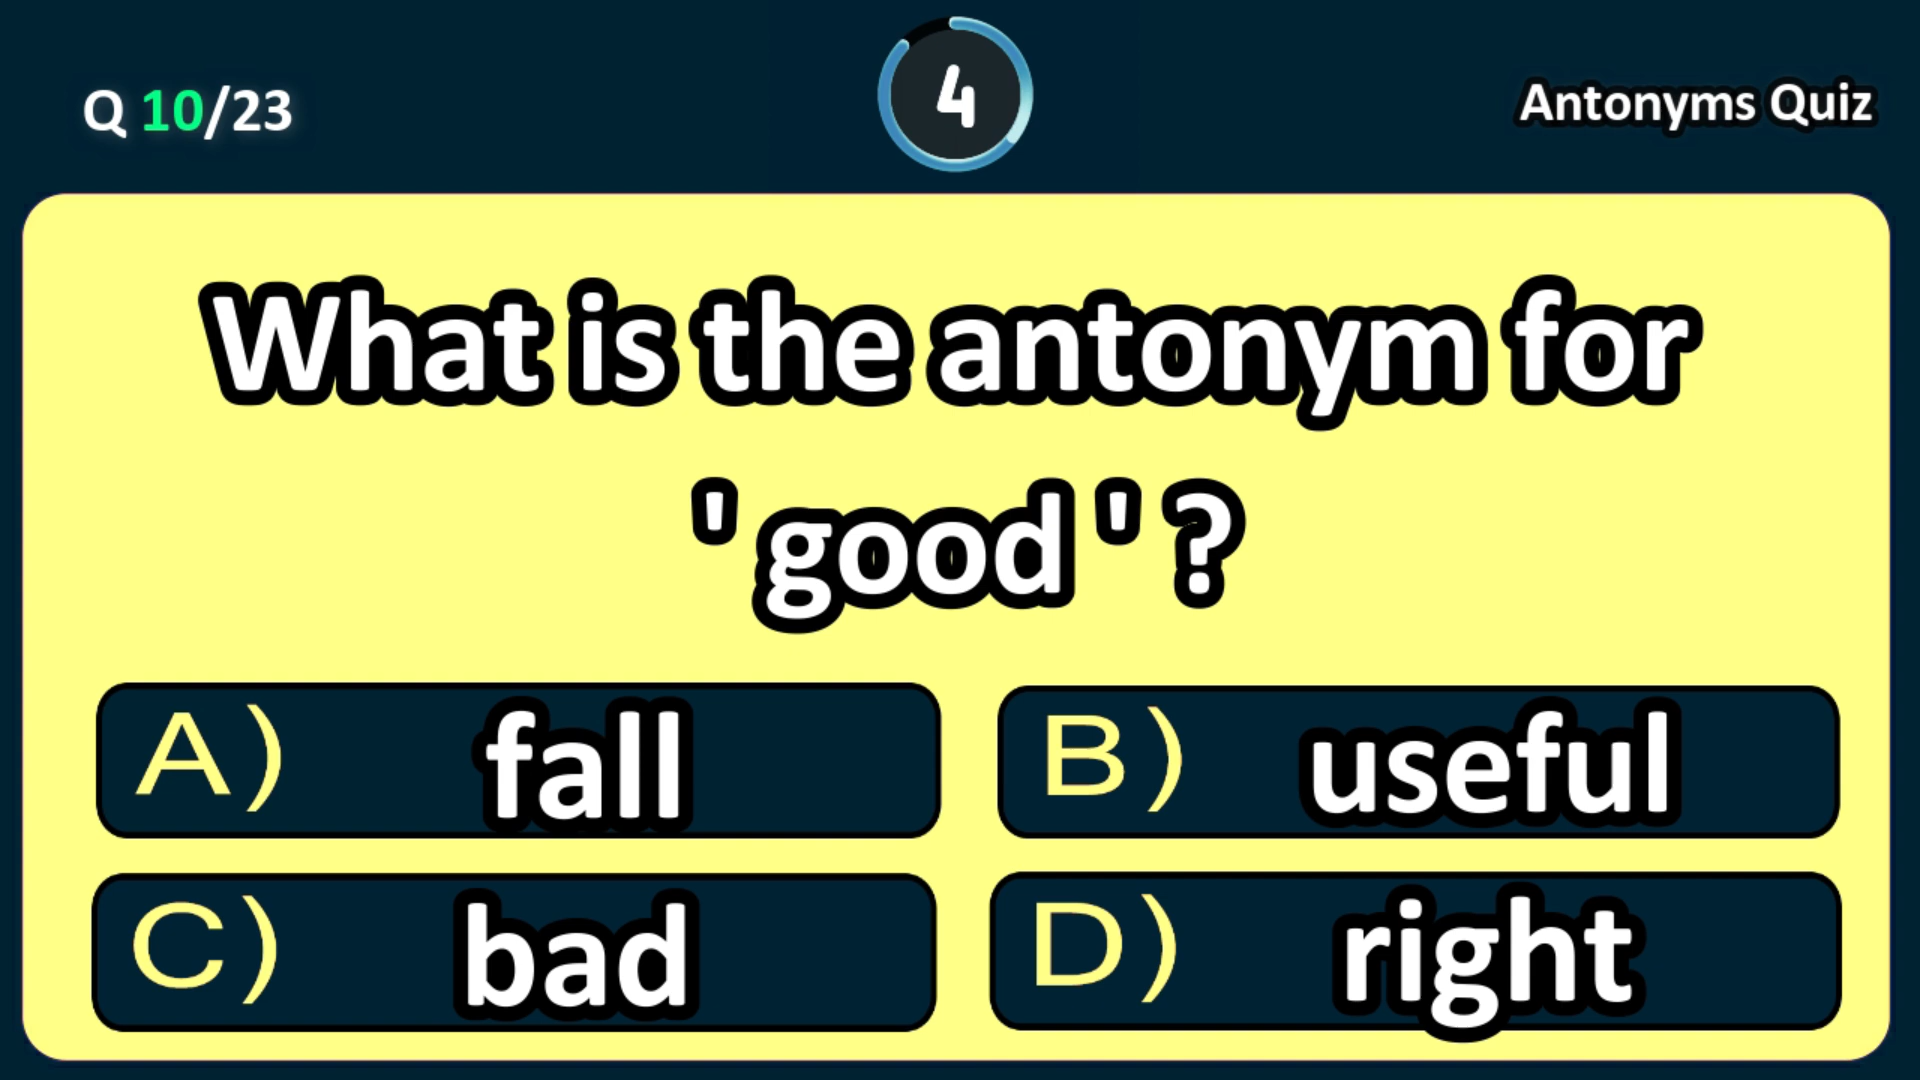 Q 10/23
4
Antonyms Quiz
What is the antonym for
' good ' ?
A) fall
B) useful
C) bad
D) right